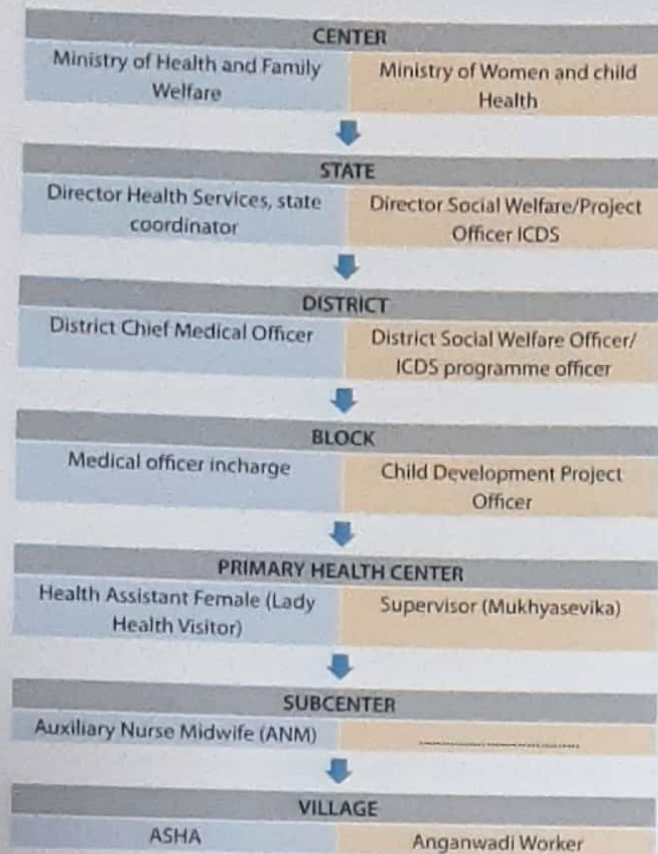 CENTER
Ministry of Health and Family
Welfare
Ministry of Women and child
Health
STATE
Director Health Services, state
coordinator
Director Social Welfare/Project
Officer ICDS
DISTRICT
District Chief Medical Officer
District Social Welfare Officer/
ICDS programme officer
BLOCK
Medical officer incharge
Child Development Project
Officer
PRIMARY HEALTH CENTER
Health Assistant Female (Lady
Health Visitor)
Supervisor (Mukhyasevika)
SUBCENTER
Auxiliary Nurse Midwife (ANM)
VILLAGE
ASHA
Anganwadi Worker